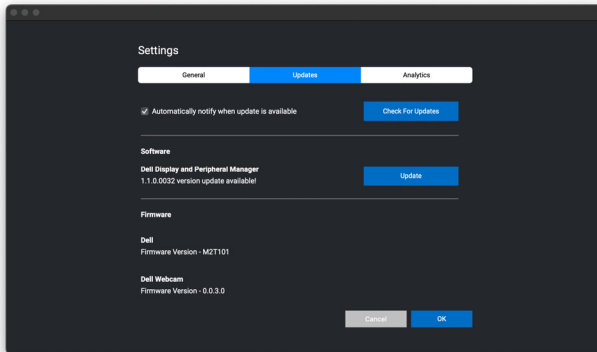 Settings
General
Updates
Analytics
Automatically notify when update is available
Check For Updates
Software
Dell Display and Peripheral Manager
1.1.0.0032 version update available!
Update
Firmware
Dell
Firmware Version - M2T101
Dell Webcam
Firmware Version - 0.0.3.0
Cancel
OK